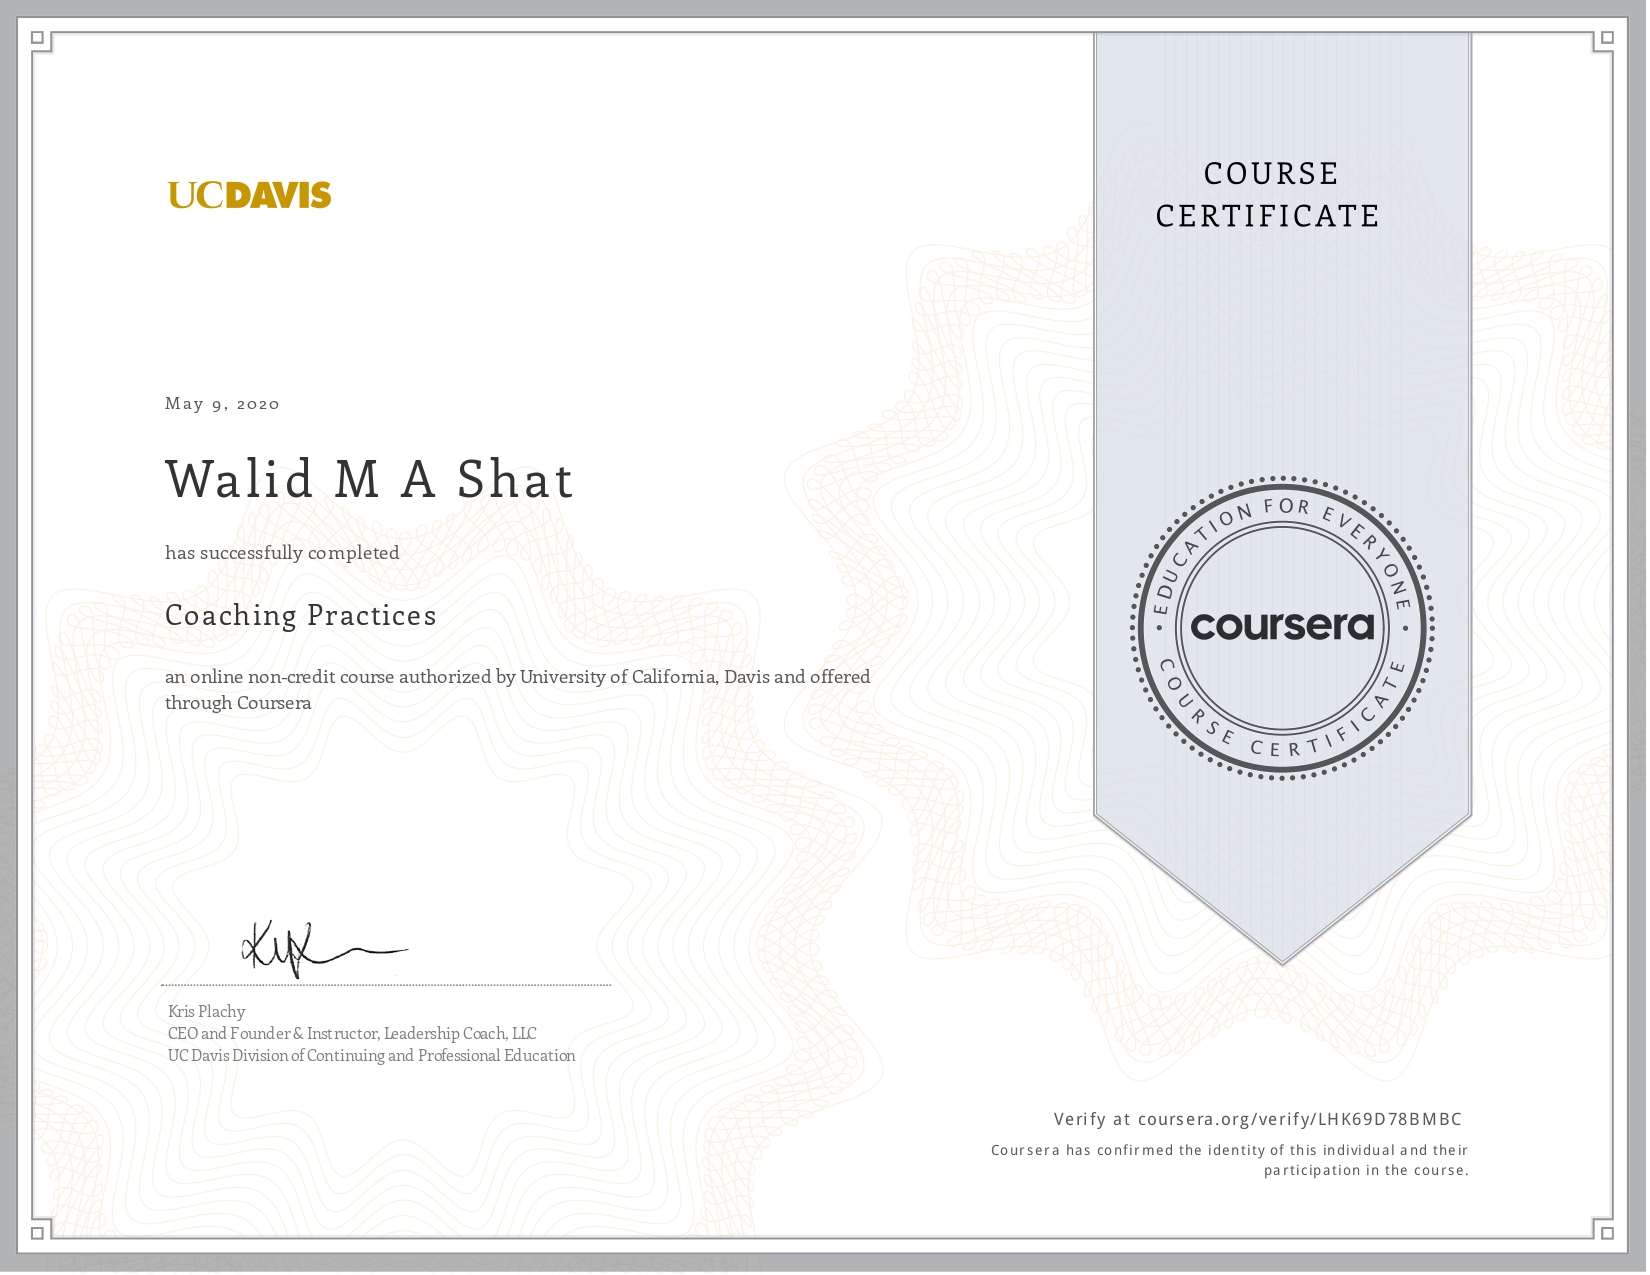 UCDAVIS
COURSE
CERTIFICATE
May 9, 2020
Walid M A Shat
has successfully completed
Coaching Practices
an online non-credit course authorized by University of California, Davis and offered
through Coursera
EDUCATION FOR EVERYONE
coursera
COURSE CERTIFICATE
Kris Plachy
CEO and Founder & Instructor, Leadership Coach, LLC
UC Davis Division of Continuing and Professional Education
Verify at coursera.org/verify/LHK69D78BMBC
Coursera has confirmed the identity of this individual and their
participation in the course.